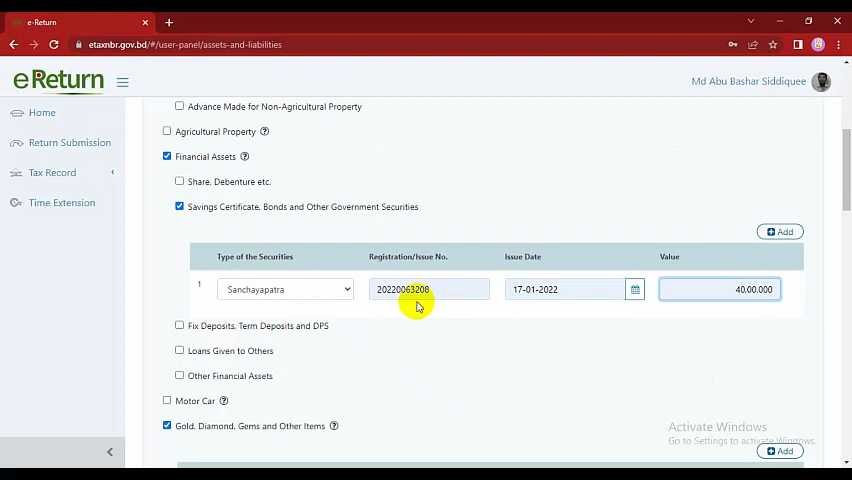 e-Return
etaxnbr.gov.bd/#/user-panel/assets-and-liabilities
eReturn
Md Abu Bashar Siddiquee
Home
Return Submission
Tax Record
Time Extension
Advance Made for Non-Agricultural Property
Agricultural Property
Financial Assets
Share, Debenture etc.
Savings Certificate, Bonds and Other Government Securities
Add
Type of the Securities Registration/Issue No. Issue Date Value
1 Sanchayapatra 20220063208 17-01-2022 40,00,000
Fix Deposits, Term Deposits and DPS
Loans Given to Others
Other Financial Assets
Motor Car
Gold, Diamond, Gems and Other Items
Add
Activate Windows
Go to Settings to activate Windows.